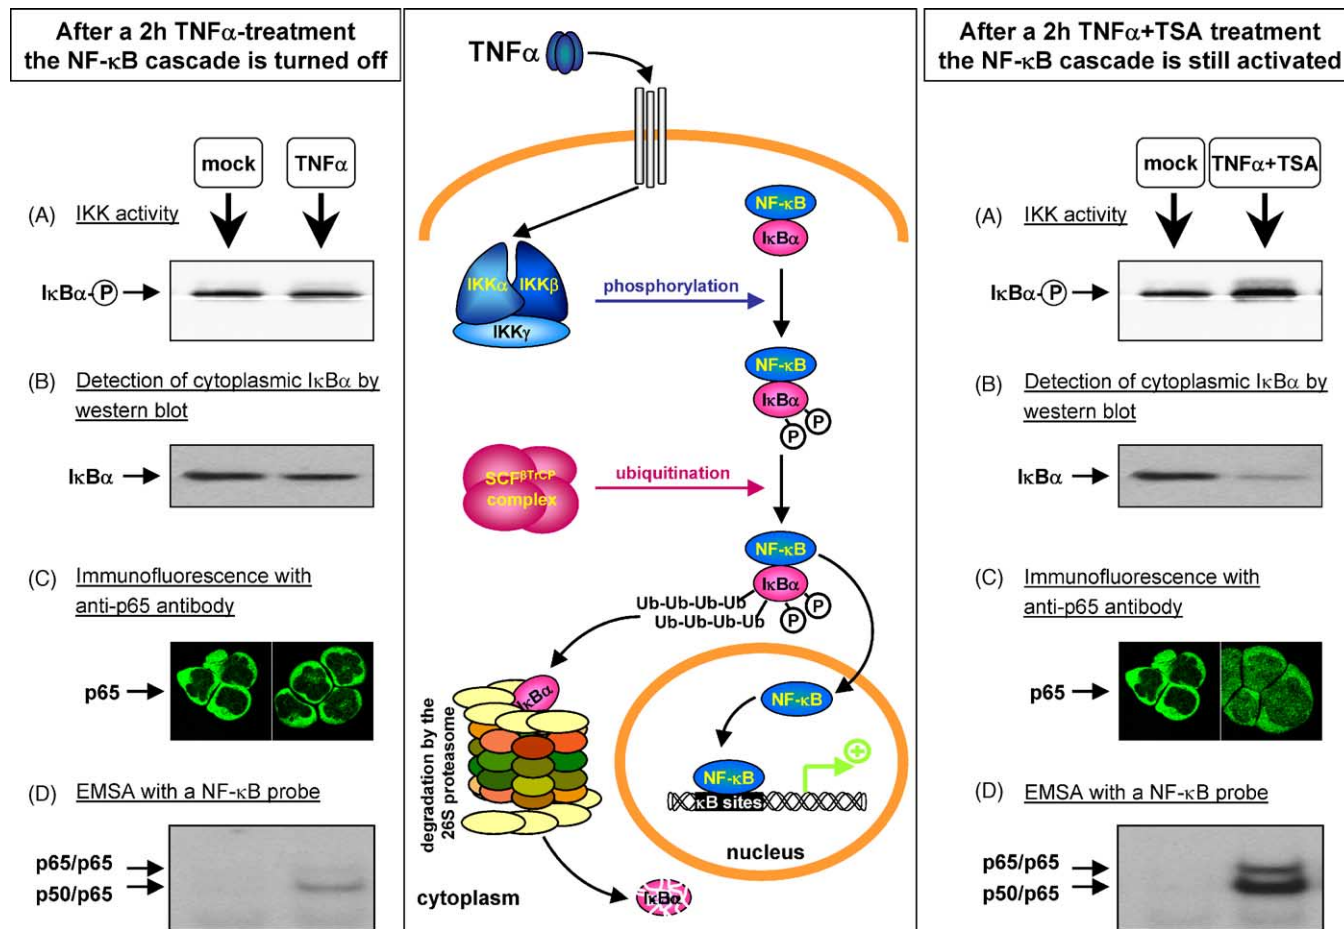 After a 2h TNFα-treatment
the NF-κB cascade is turned off
mock
TNFα
(A) IKK activity
IκBα-P
(B) Detection of cytoplasmic IκBα by
western blot
IκBα
(C) Immunofluorescence with
anti-p65 antibody
p65
(D) EMSA with a NF-κB probe
p65/p65
p50/p65
TNFα
NF-κB
IκBα
IKKα
IKKβ
IKKγ
phosphorylation
NF-κB
IκBα
P
P
SCFβTrCP
complex
ubiquitination
NF-κB
IκBα
P
P
Ub-Ub-Ub-Ub
Ub-Ub-Ub-Ub
IκBα
degradation by the
26S proteasome
NF-κB
NF-κB
κB sites
+
nucleus
cytoplasm
IκBα
After a 2h TNFα+TSA treatment
the NF-κB cascade is still activated
mock
TNFα+TSA
(A) IKK activity
IκBα-P
(B) Detection of cytoplasmic IκBα by
western blot
IκBα
(C) Immunofluorescence with
anti-p65 antibody
p65
(D) EMSA with a NF-κB probe
p65/p65
p50/p65